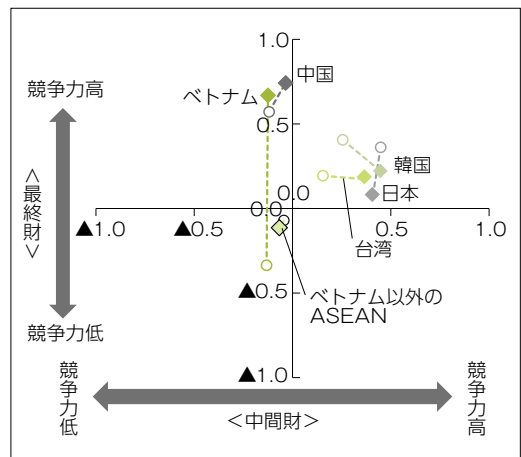 1.0
競争力高
中国
ベトナム
0.5
韓国
日本
<最終財>
0.0
▲1.0
▲0.5
0.0
0.5
1.0
台湾
ベトナム以外の
ASEAN
▲0.5
競争力低
▲1.0
競争力低
<中間財>
競争力高